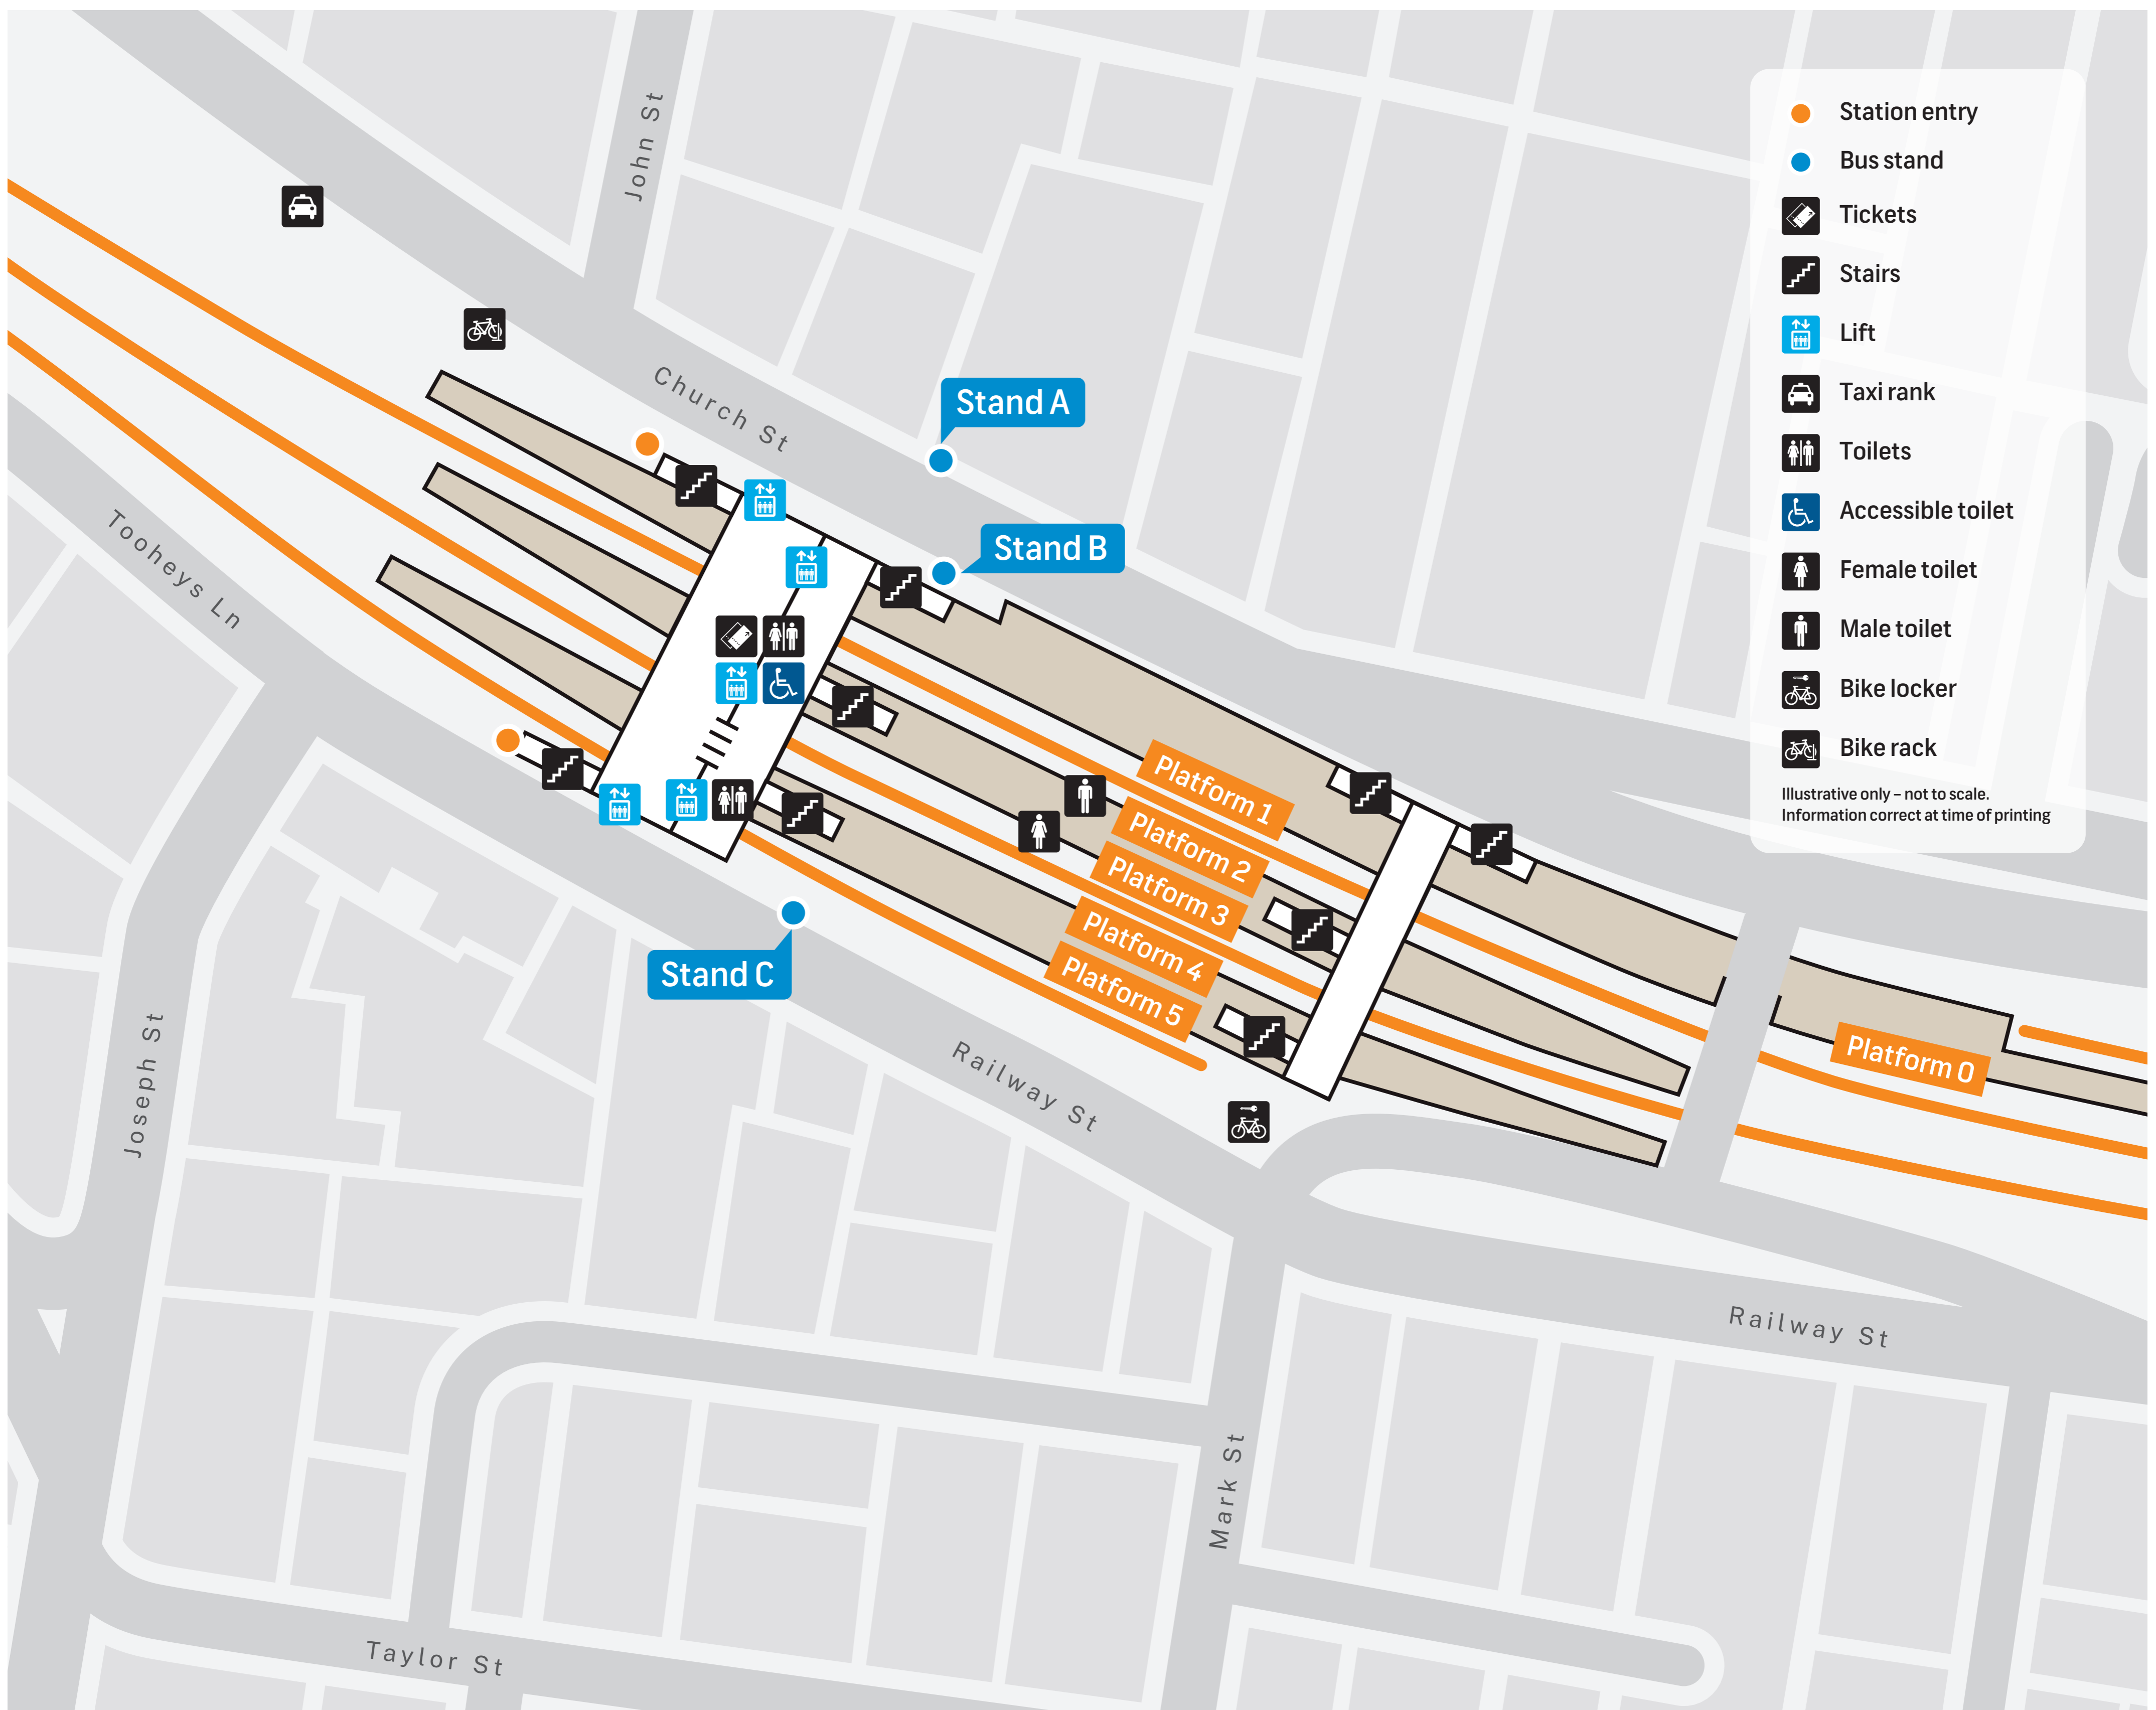 John St
Church St
Stand A
Stand B
Tooheys Ln
Platform 1
Platform 2
Platform 3
Platform 4
Platform 5
Platform 0
Stand C
Joseph St
Railway St
Railway St
Mark St
Taylor St
Station entry
Bus stand
Tickets
Stairs
Lift
Taxi rank
Toilets
Accessible toilet
Female toilet
Male toilet
Bike locker
Bike rack
Illustrative only – not to scale.
Information correct at time of printing